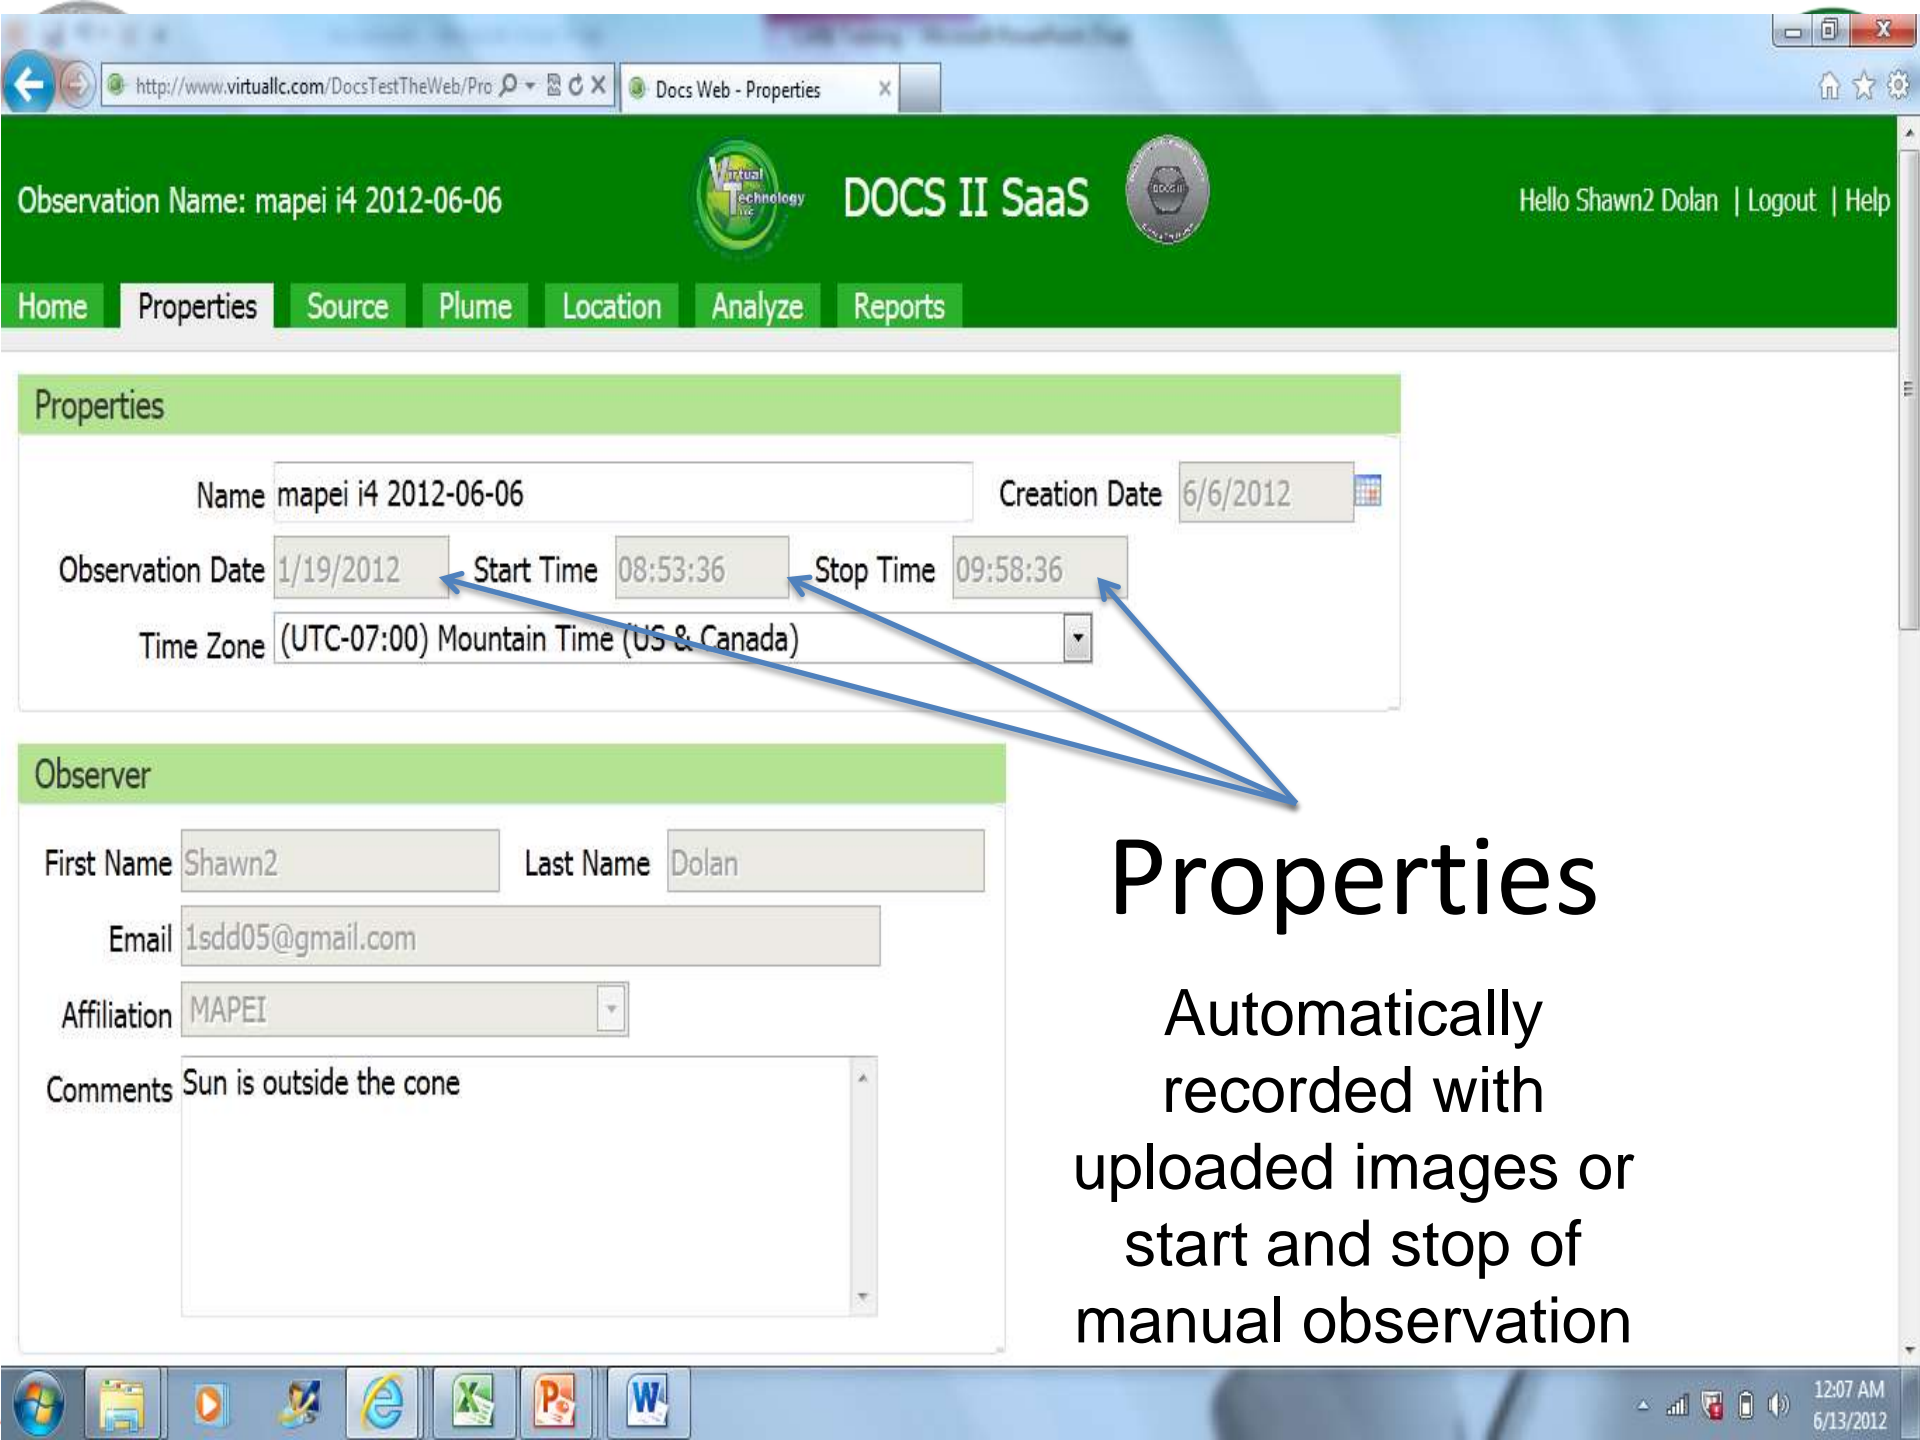 http://www.virtuallc.com/DocsTestTheWeb/Pro
Docs Web - Properties
Observation Name: mapei i4 2012-06-06
Virtual
Technology
LLC
DOCS II SaaS
DOCS II
Hello Shawn2 Dolan | Logout | Help
Home Properties Source Plume Location Analyze Reports
Properties
Name mapei i4 2012-06-06 Creation Date 6/6/2012
Observation Date 1/19/2012 Start Time 08:53:36 Stop Time 09:58:36
Time Zone (UTC-07:00) Mountain Time (US & Canada)
Observer
First Name Shawn2 Last Name Dolan
Email 1sdd05@gmail.com
Affiliation MAPEI
Comments Sun is outside the cone
Properties
Automatically
recorded with
uploaded images or
start and stop of
manual observation
12:07 AM
6/13/2012